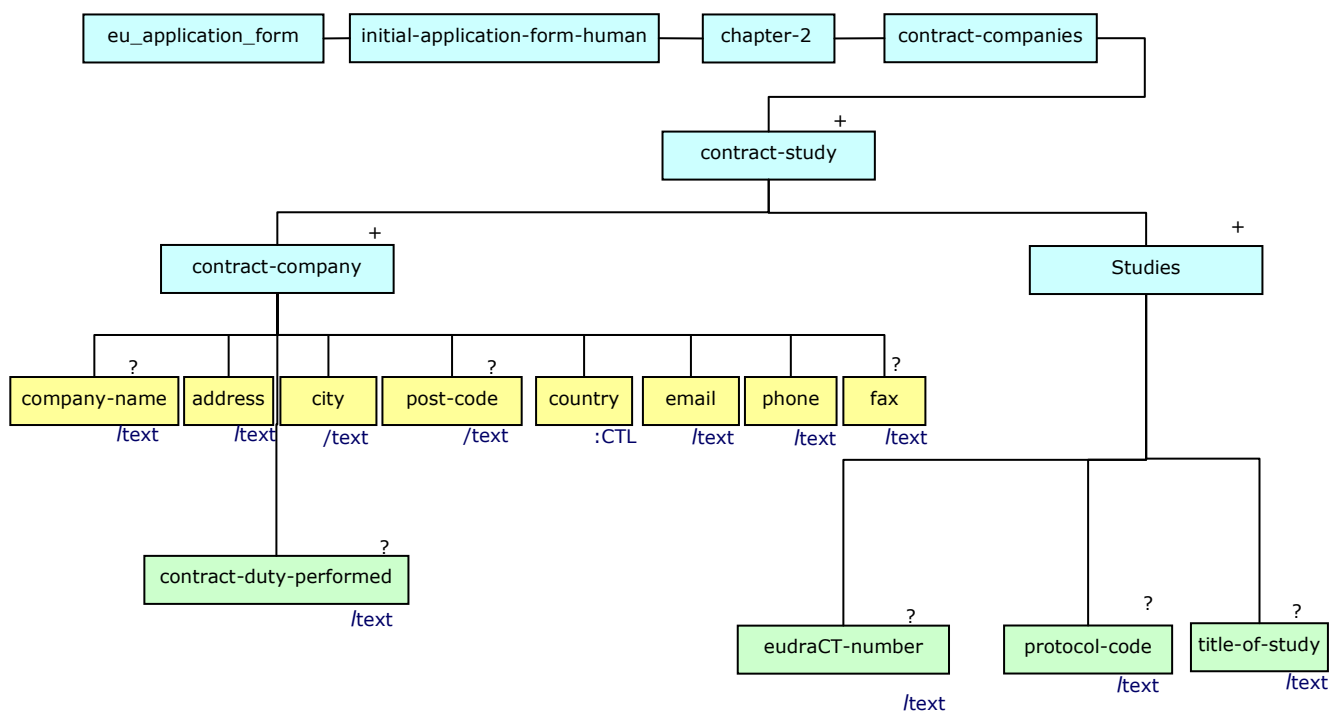 eu_application_form
initial-application-form-human
chapter-2
contract-companies
+
contract-study
+
contract-company
+
Studies
?
company-name
/text
address
/text
city
/text
?
post-code
/text
country
:CTL
email
/text
phone
/text
?
fax
/text
?
contract-duty-performed
/text
?
eudraCT-number
/text
?
protocol-code
/text
?
title-of-study
/text